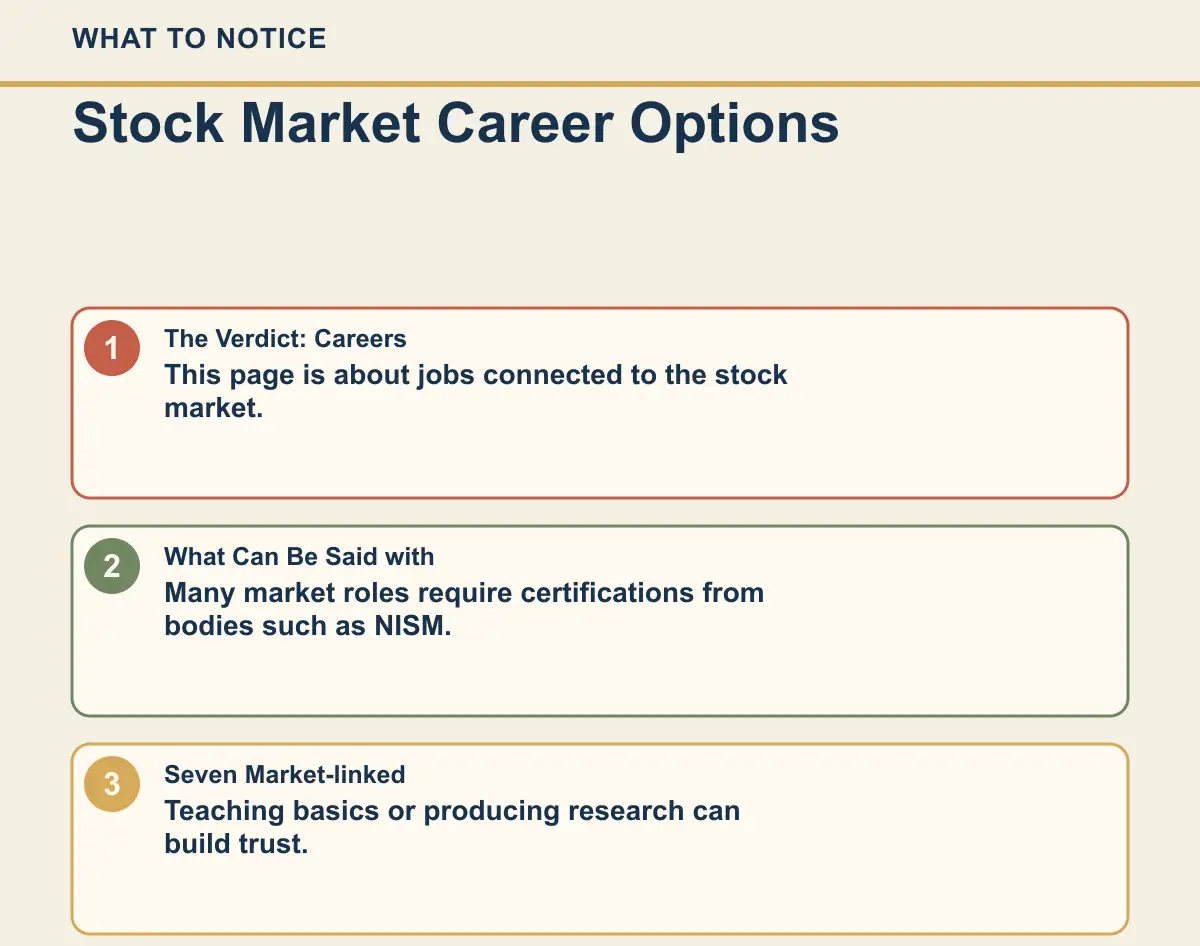 WHAT TO NOTICE
Stock Market Career Options
1
The Verdict: Careers
This page is about jobs connected to the stock
market.
2
What Can Be Said with
Many market roles require certifications from
bodies such as NISM.
3
Seven Market-linked
Teaching basics or producing research can
build trust.